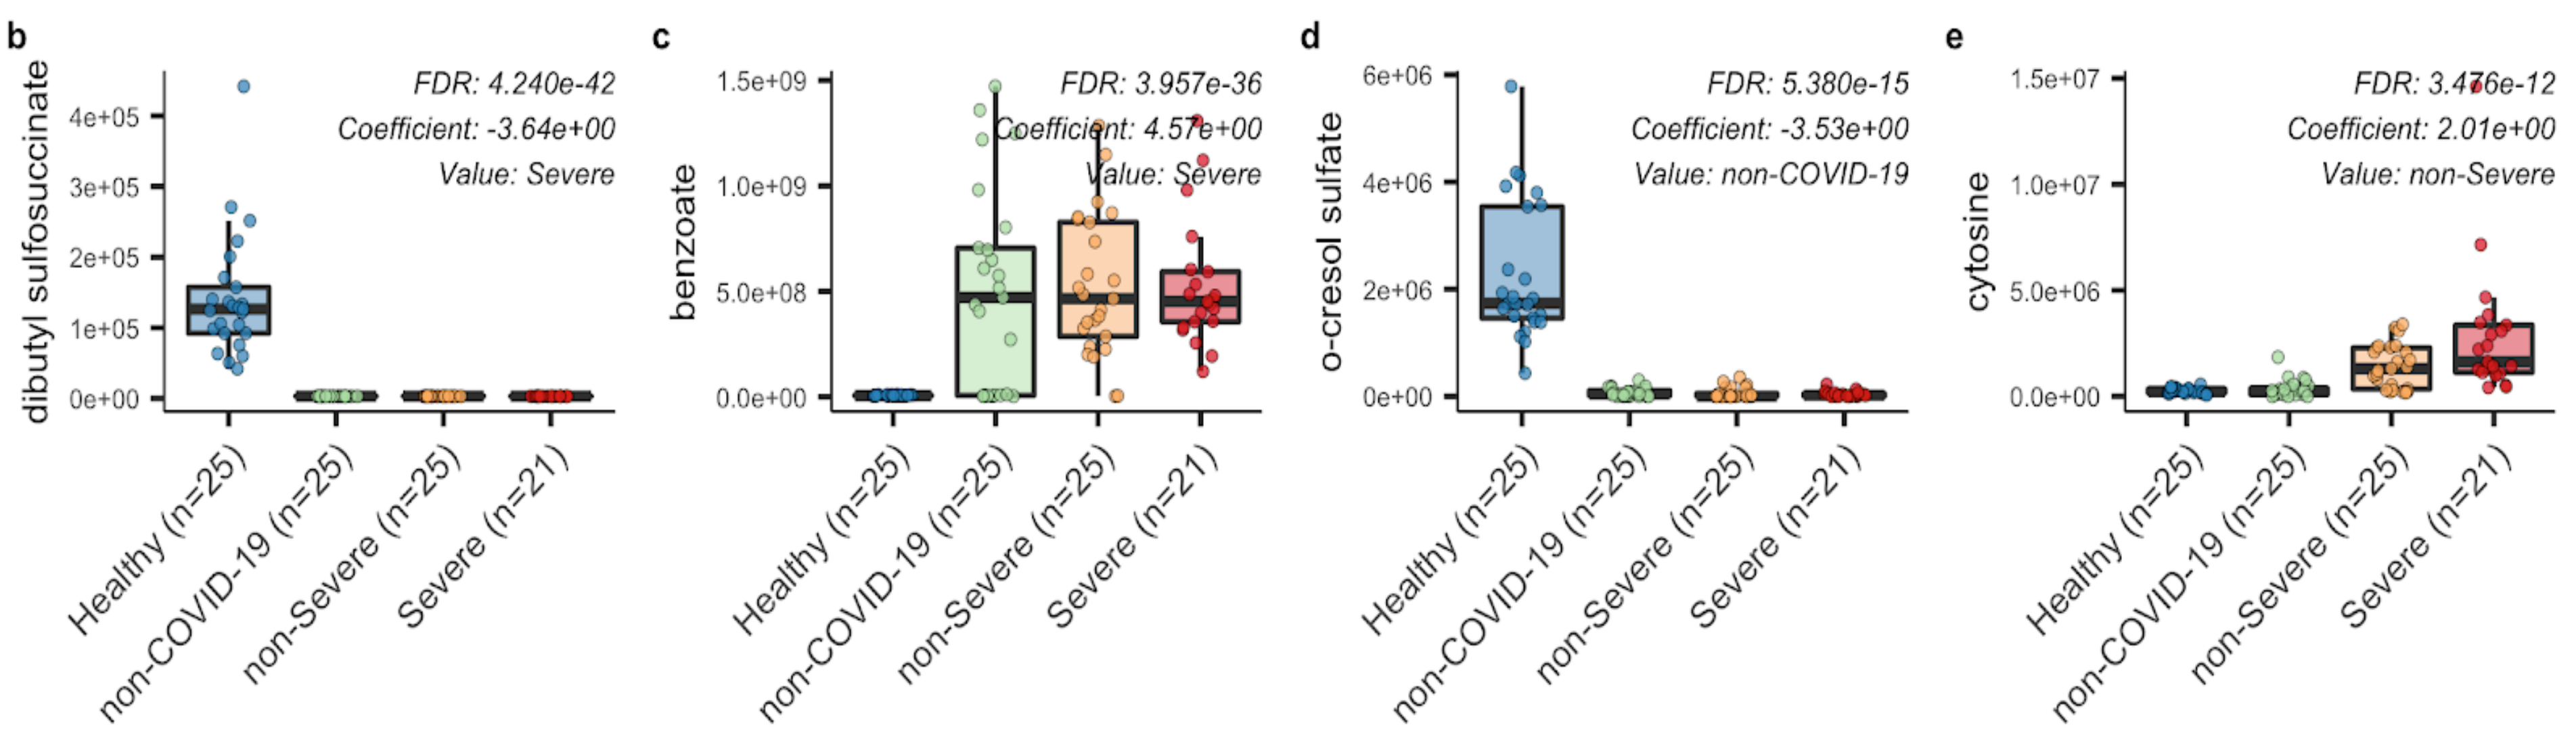 b
dibutyl sulfosuccinate
4e+05
3e+05
2e+05
1e+05
0e+00
FDR: 4.240e-42
Coefficient: -3.64e+00
Value: Severe
Healthy (n=25)
non-COVID-19 (n=25)
non-Severe (n=25)
Severe (n=21)
c
benzoate
1.5e+09
1.0e+09
5.0e+08
0.0e+00
FDR: 3.957e-36
Coefficient: 4.57e+00
Value: Severe
Healthy (n=25)
non-COVID-19 (n=25)
non-Severe (n=25)
Severe (n=21)
d
o-cresol sulfate
6e+06
4e+06
2e+06
0e+00
FDR: 5.380e-15
Coefficient: -3.53e+00
Value: non-COVID-19
Healthy (n=25)
non-COVID-19 (n=25)
non-Severe (n=25)
Severe (n=21)
e
cytosine
1.5e+07
1.0e+07
5.0e+06
0.0e+00
FDR: 3.476e-12
Coefficient: 2.01e+00
Value: non-Severe
Healthy (n=25)
non-COVID-19 (n=25)
non-Severe (n=25)
Severe (n=21)